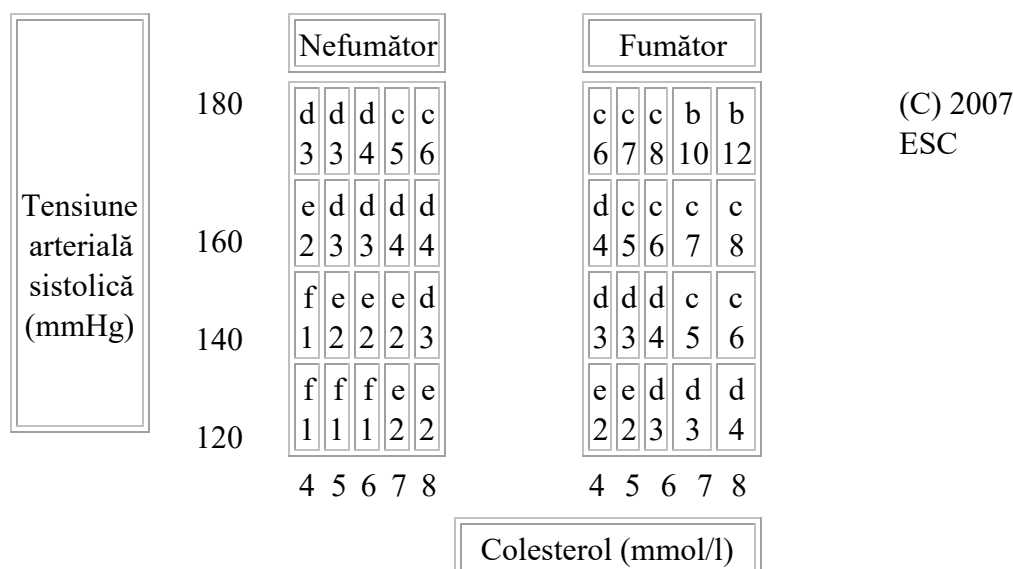 Nefumător Fumător
180 d d d c c c c c b b (C) 2007
3 3 4 5 6 6 7 8 10 12 ESC
Tensiune
arterială
sistolică
(mmHg)
160 e d d d d d c c c c
2 3 3 4 4 4 5 6 7 8
140 f e e e d d d d c c
1 2 2 2 3 3 3 4 5 6
120 f f f e e e e d d d
1 1 1 2 2 2 2 3 3 4
4 5 6 7 8 4 5 6 7 8
Colesterol (mmol/l)